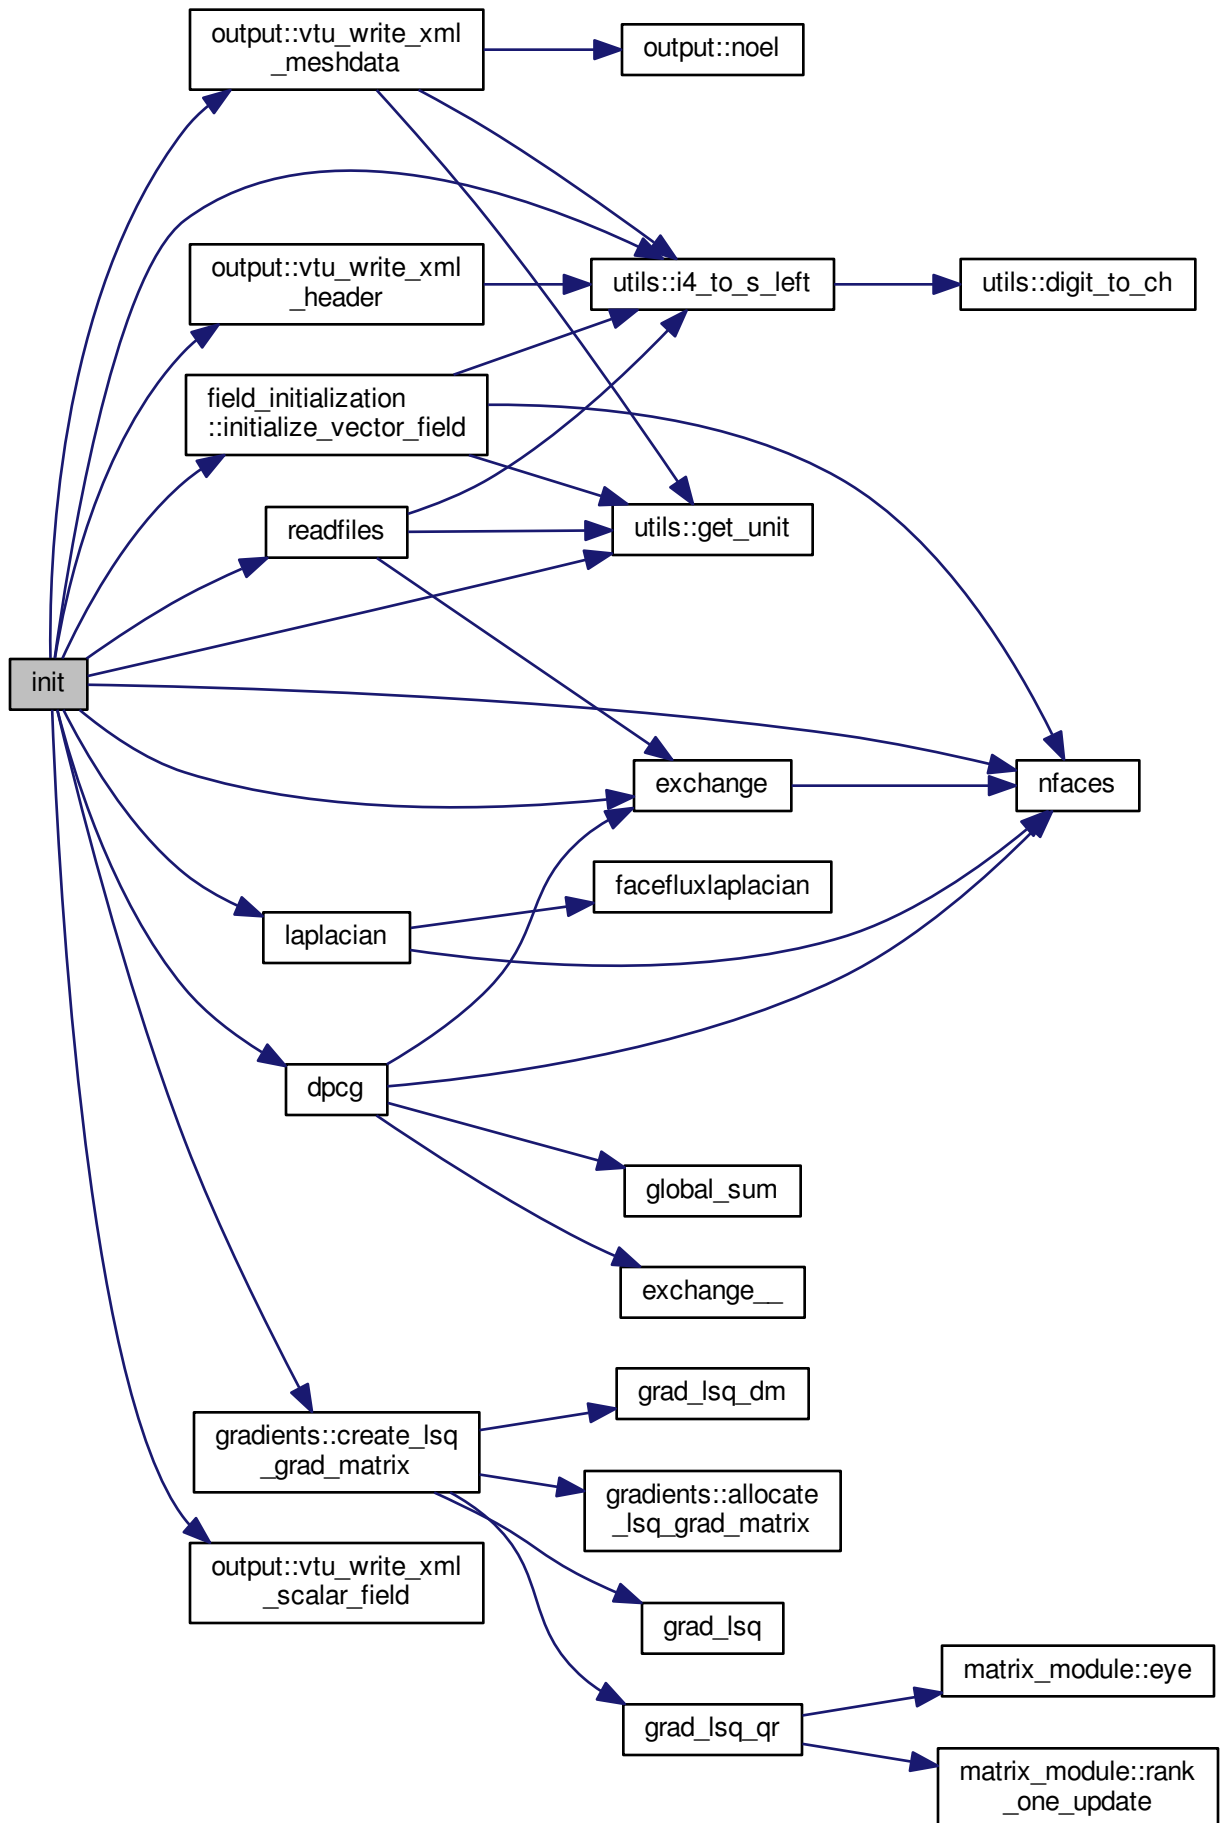 output::vtu_write_xml
_meshdata
output::noel
output::vtu_write_xml
_header
utils::i4_to_s_left
utils::digit_to_ch
field_initialization
::initialize_vector_field
readfiles
utils::get_unit
init
exchange
nfaces
facefluxlaplacian
laplacian
dpcg
global_sum
exchange__
grad_lsq_dm
gradients::create_lsq
_grad_matrix
gradients::allocate
_lsq_grad_matrix
output::vtu_write_xml
_scalar_field
grad_lsq
matrix_module::eye
grad_lsq_qr
matrix_module::rank
_one_update